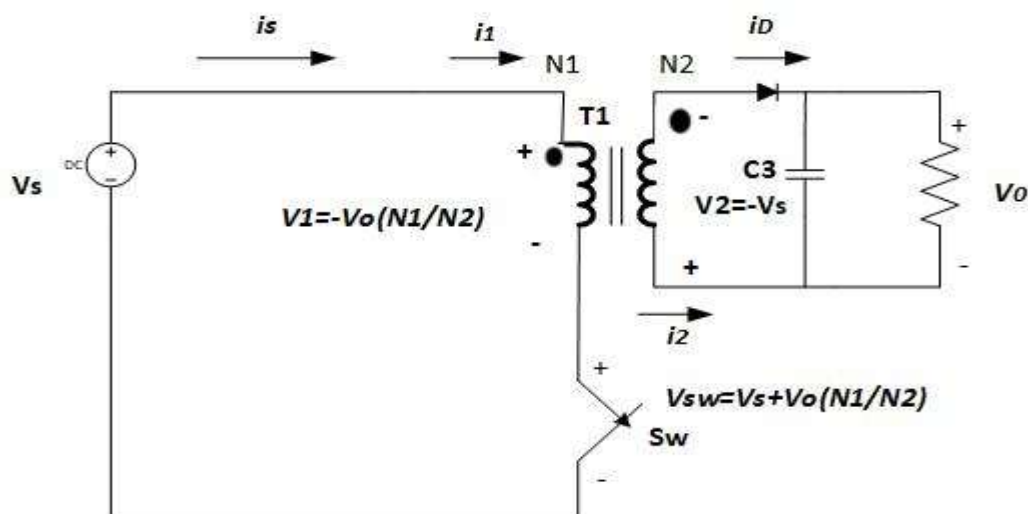 is
i1
iD
N1
N2
T1
+
-
+
DC
+
-
Vs
C3
V0
V1=-Vo(N1/N2)
V2=-Vs
-
+
-
i2
+
Vsw=Vs+Vo(N1/N2)
Sw
-